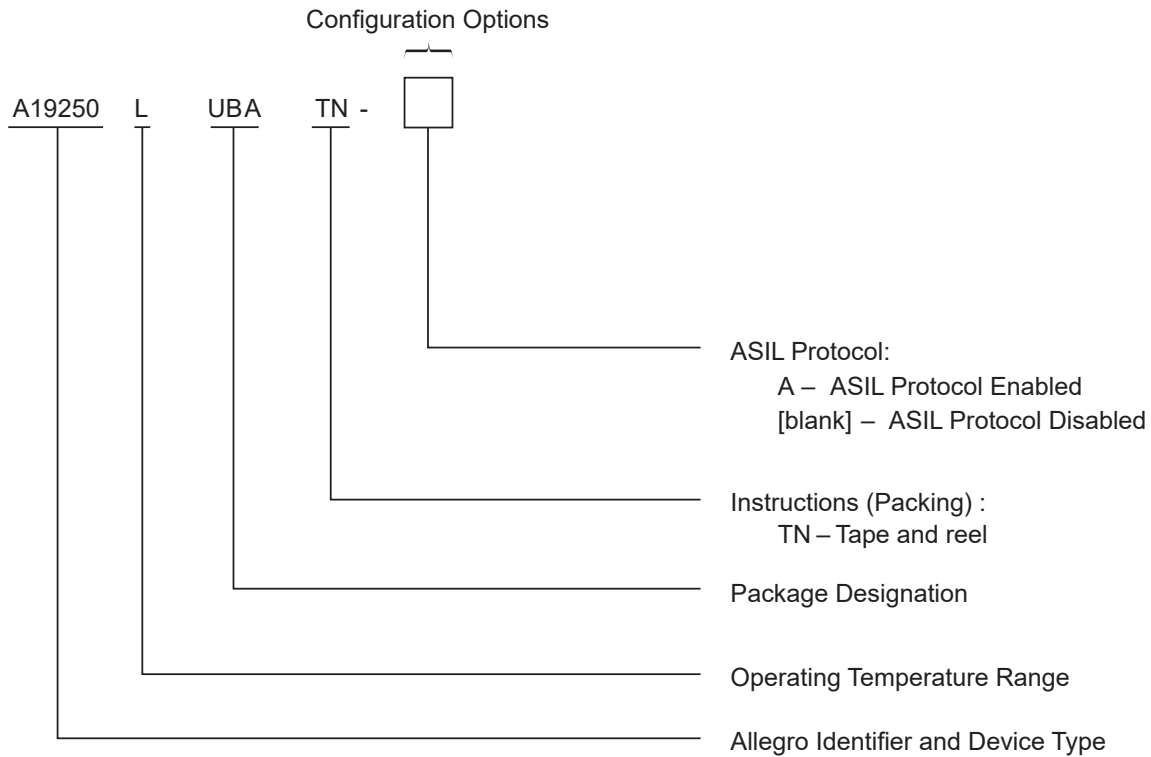 Configuration Options
A19250 L UBA TN -
ASIL Protocol:
A – ASIL Protocol Enabled
[blank] – ASIL Protocol Disabled
Instructions (Packing) :
TN – Tape and reel
Package Designation
Operating Temperature Range
Allegro Identifier and Device Type